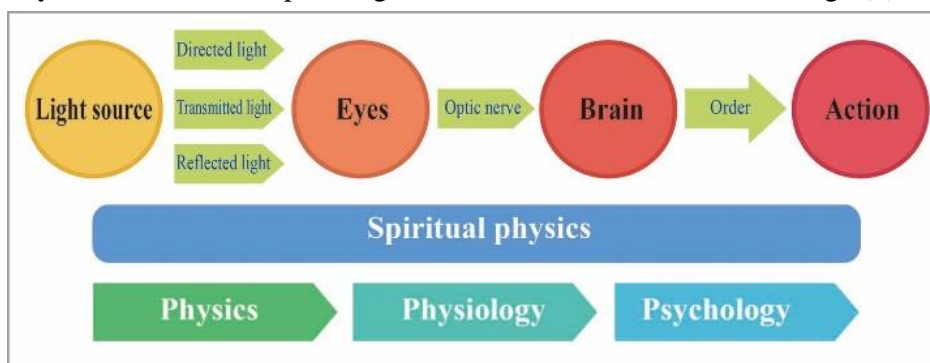 Directed light
Light source
Transmitted light
Eyes
Optic nerve
Brain
Order
Action
Reflected light
Spiritual physics
Physics
Physiology
Psychology